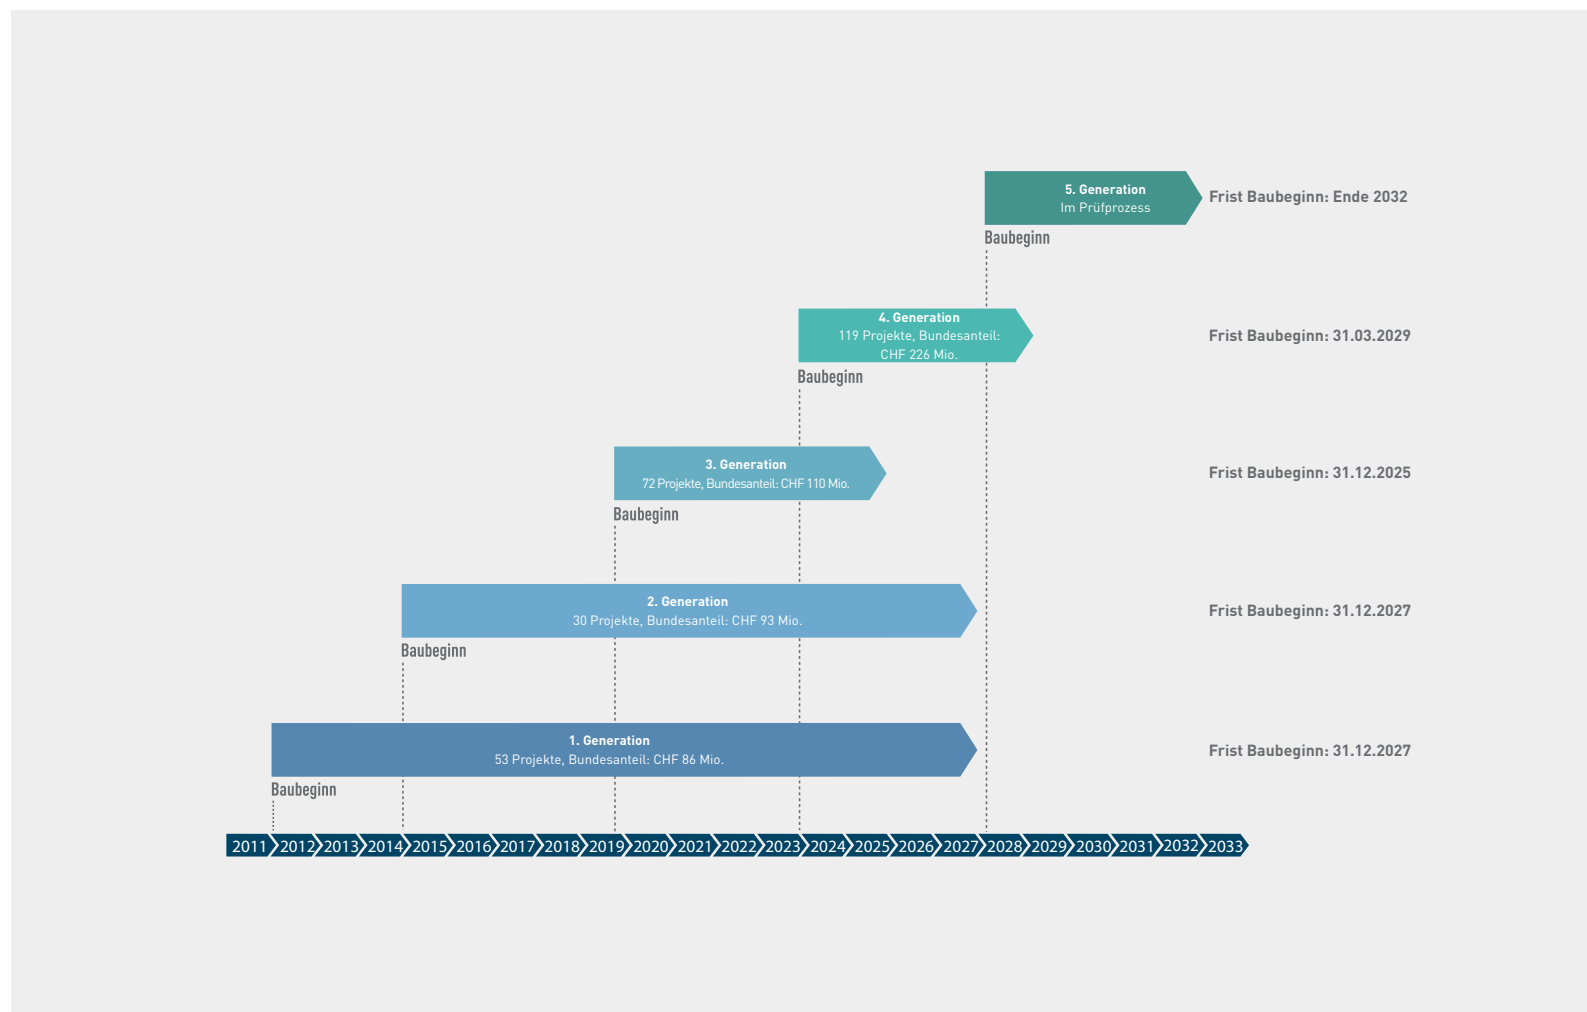 5. Generation
Im Prüfprozess
Frist Baubeginn: Ende 2032
Baubeginn
4. Generation
119 Projekte, Bundesanteil:
CHF 226 Mio.
Frist Baubeginn: 31.03.2029
Baubeginn
3. Generation
72 Projekte, Bundesanteil: CHF 110 Mio.
Frist Baubeginn: 31.12.2025
Baubeginn
2. Generation
30 Projekte, Bundesanteil: CHF 93 Mio.
Frist Baubeginn: 31.12.2027
Baubeginn
1. Generation
53 Projekte, Bundesanteil: CHF 86 Mio.
Frist Baubeginn: 31.12.2027
Baubeginn
2011 2012 2013 2014 2015 2016 2017 2018 2019 2020 2021 2022 2023 2024 2025 2026 2027 2028 2029 2030 2031 2032 2033